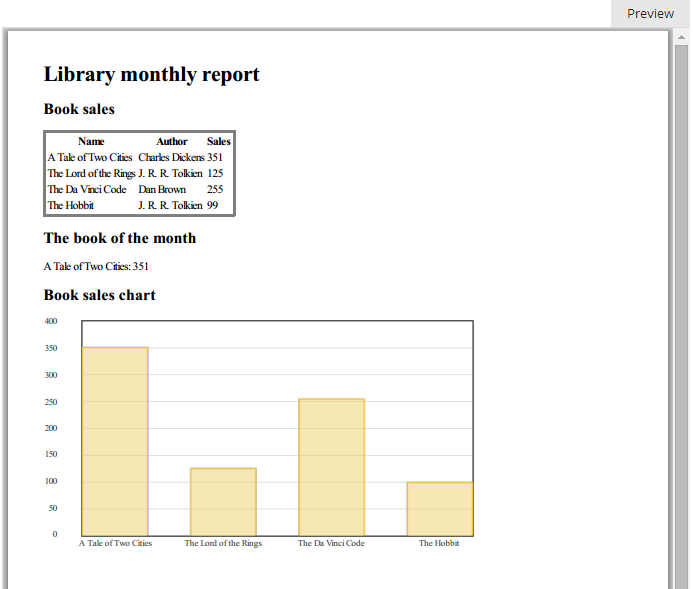 Preview
Library monthly report
Book sales
Name Author Sales
A Tale of Two Cities Charles Dickens 351
The Lord of the Rings J. R. R. Tolkien 125
The Da Vinci Code Dan Brown 255
The Hobbit J. R. R. Tolkien 99
The book of the month
A Tale of Two Cities: 351
Book sales chart
400
350
300
250
200
150
100
50
0
A Tale of Two Cities The Lord of the Rings The Da Vinci Code The Hobbit